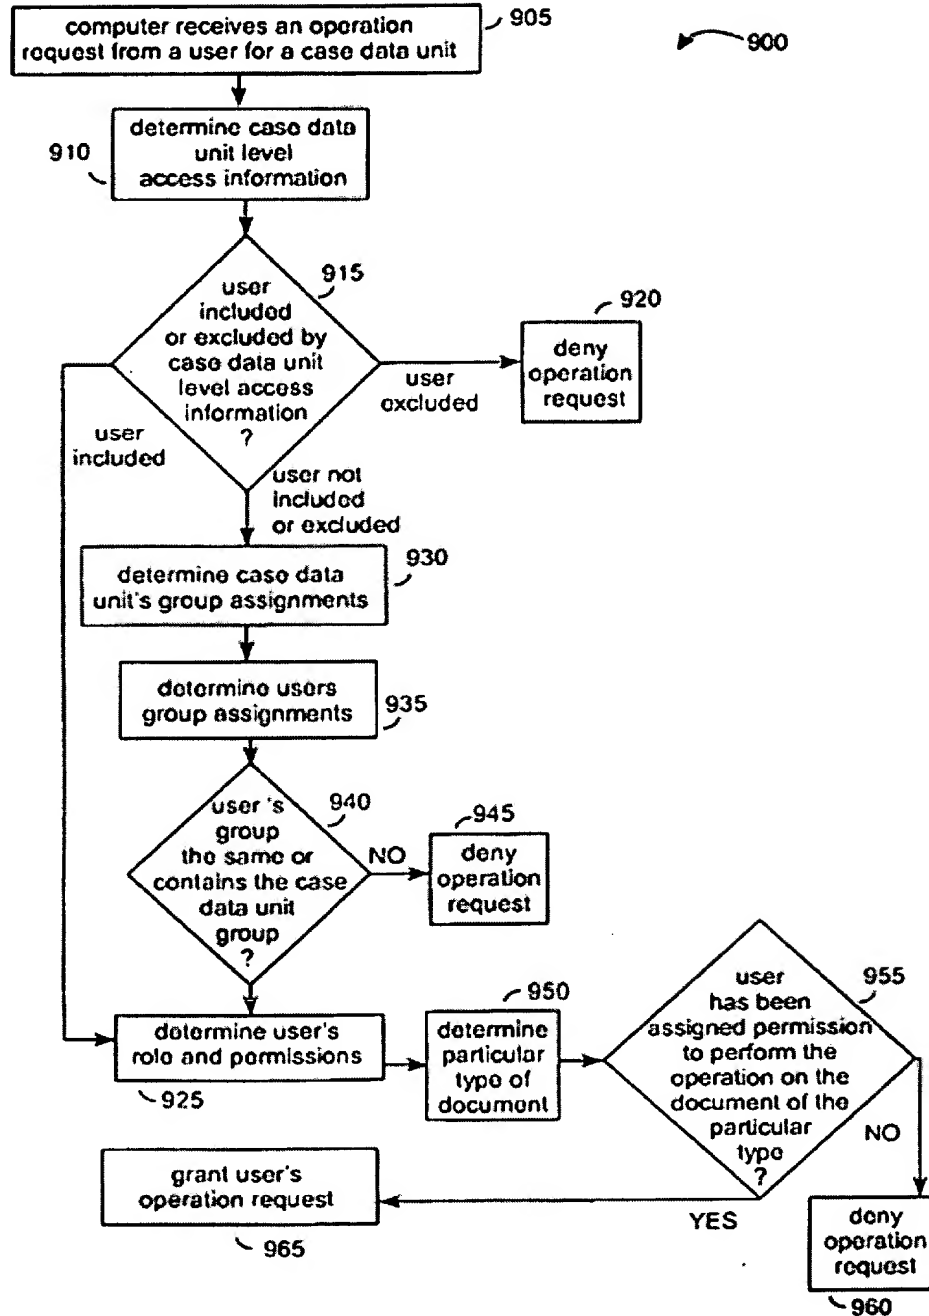 computer receives an operation
request from a user for a case data unit
905
900
determine case data
unit level
access information
910
915
user
included
or excluded by
case data unit
level access
information
?
920
deny
operation
request
user
excluded
user
included
user not
included
or excluded
930
determine case data
unit's group assignments
determine users
group assignments
935
940
user's
group
the same or
contains the case
data unit
group
?
NO
945
deny
operation
request
determine user's
role and permissions
925
950
determine
particular
type of
document
955
user
has been
assigned permission
to perform the
operation on the
document of the
particular
type
?
NO
YES
grant user's
operation request
965
deny
operation
request
960